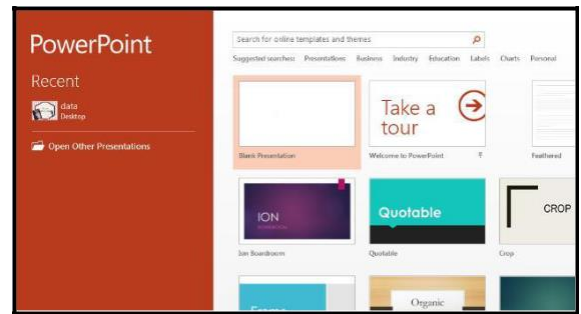 PowerPoint
Recent
data
Desktop
Open Other Presentations
Search for online templates and themes
Suggested searches: Presentations Business Industry Education Labels Charts Personal
Take a
tour
Blank Presentation
Welcome to PowerPoint
Feathered
ION
Quotable
CROP
Ion Boardroom
Quotable
Crop
Organic